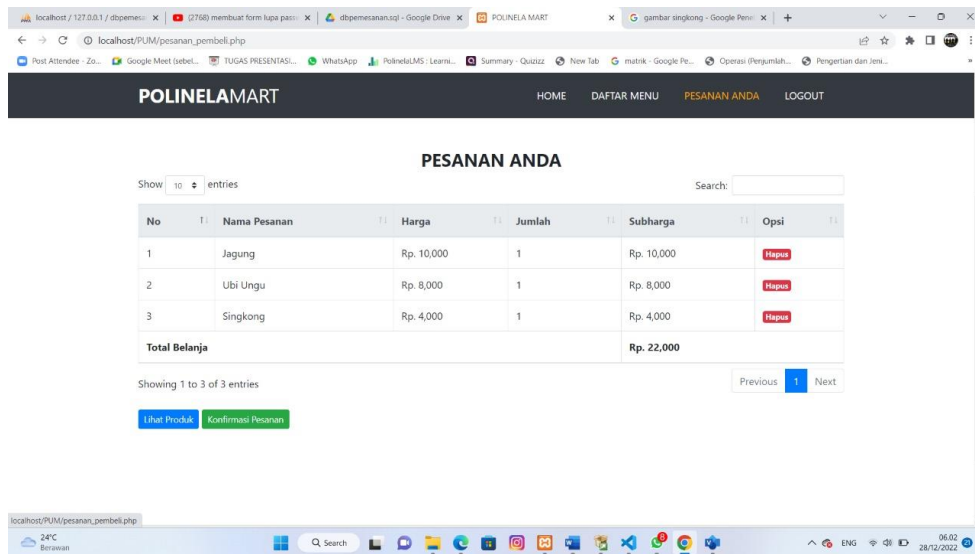 localhost / 127.0.0.1 / dbpemesa
(2768) membuat form lupa passw
dbpemesanan.sql - Google Drive
POLINELA MART
gambar singkong - Google Pene
localhost/PUM/pesanan_pembeli.php
Post Attendee - Zo... Google Meet (sebel... TUGAS PRESENTASI... WhatsApp PolinelaLMS : Learni... Summary - Quizizz New Tab matrik - Google Pe... Operasi (Penjumlah... Pengertian dan Jeni...
POLINELAMART HOME DAFTAR MENU PESANAN ANDA LOGOUT
PESANAN ANDA
Show 10 entries Search:
No Nama Pesanan Harga Jumlah Subharga Opsi
1 Jagung Rp. 10,000 1 Rp. 10,000 Hapus
2 Ubi Ungu Rp. 8,000 1 Rp. 8,000 Hapus
3 Singkong Rp. 4,000 1 Rp. 4,000 Hapus
Total Belanja Rp. 22,000
Showing 1 to 3 of 3 entries Previous 1 Next
Lihat Produk Konfirmasi Pesanan
localhost/PUM/pesanan_pembeli.php
24°C
Berawan
Search
ENG
06.02
28/12/2022